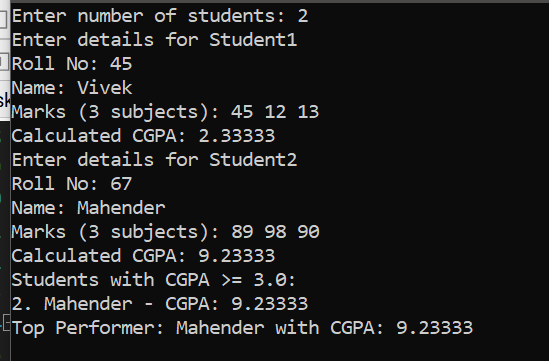 Enter number of students: 2
Enter details for Student1
Roll No: 45
Name: Vivek
Marks (3 subjects): 45 12 13
Calculated CGPA: 2.33333
Enter details for Student2
Roll No: 67
Name: Mahender
Marks (3 subjects): 89 98 90
Calculated CGPA: 9.23333
Students with CGPA >= 3.0:
2. Mahender - CGPA: 9.23333
Top Performer: Mahender with CGPA: 9.23333